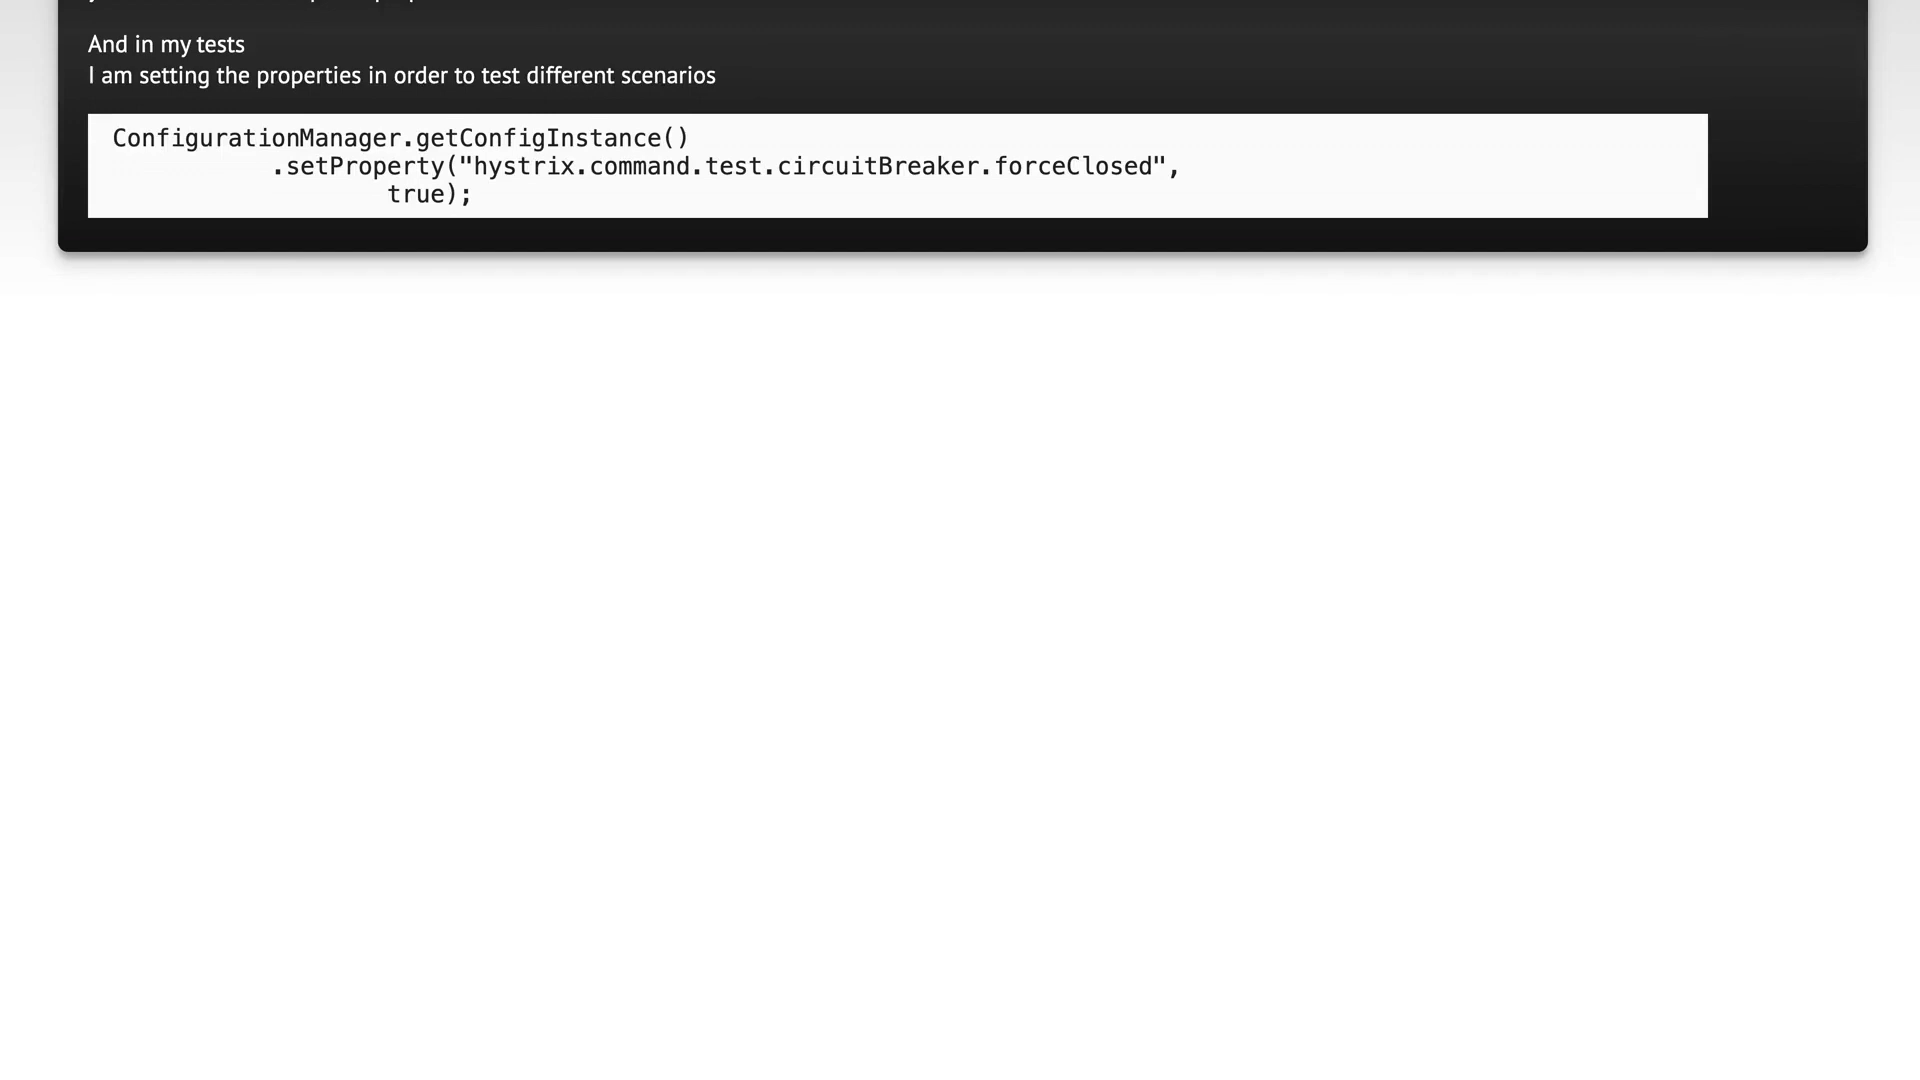 And in my tests
I am setting the properties in order to test different scenarios
ConfigurationManager.getConfigInstance()
.setProperty("hystrix.command.test.circuitBreaker.forceClosed",
true);